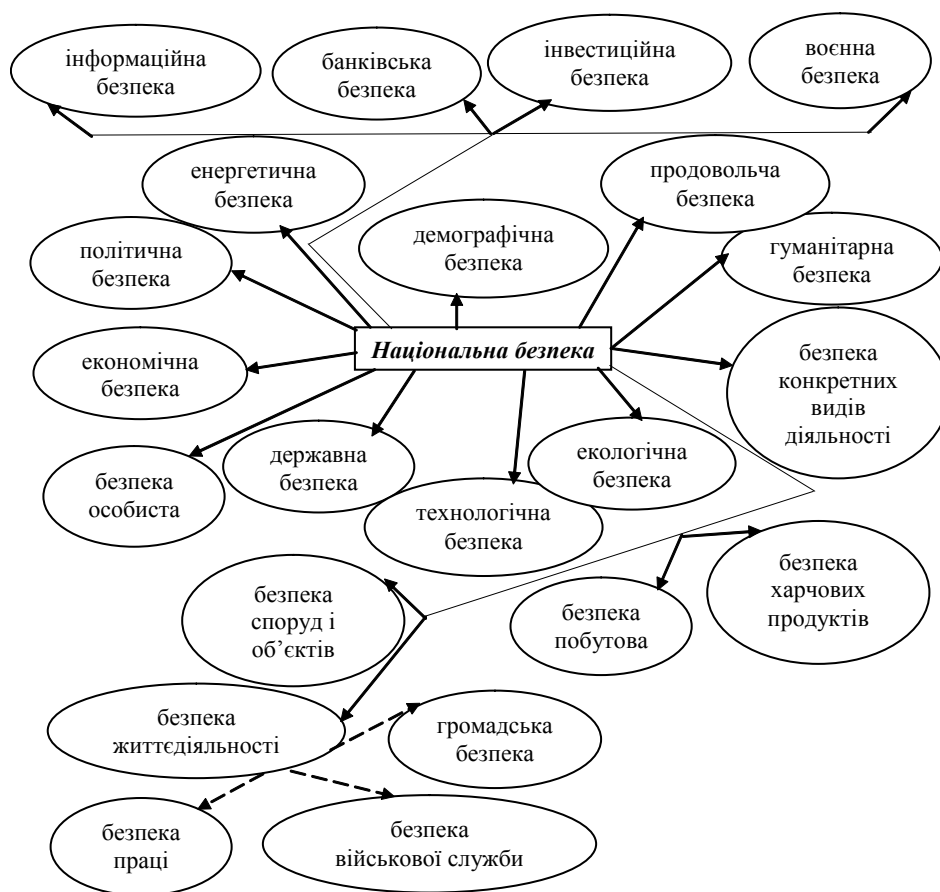 інформаційна
безпека
банківська
безпека
інвестиційна
безпека
воєнна
безпека
енергетична
безпека
продовольча
безпека
політична
безпека
демографічна
безпека
гуманітарна
безпека
Національна безпека
економічна
безпека
безпека
конкретних
видів
діяльності
безпека
особиста
державна
безпека
технологічна
безпека
екологічна
безпека
безпека
споруд і
об’єктів
безпека
побутова
безпека
харчових
продуктів
безпека
життєдіяльності
громадська
безпека
безпека
праці
безпека
військової служби